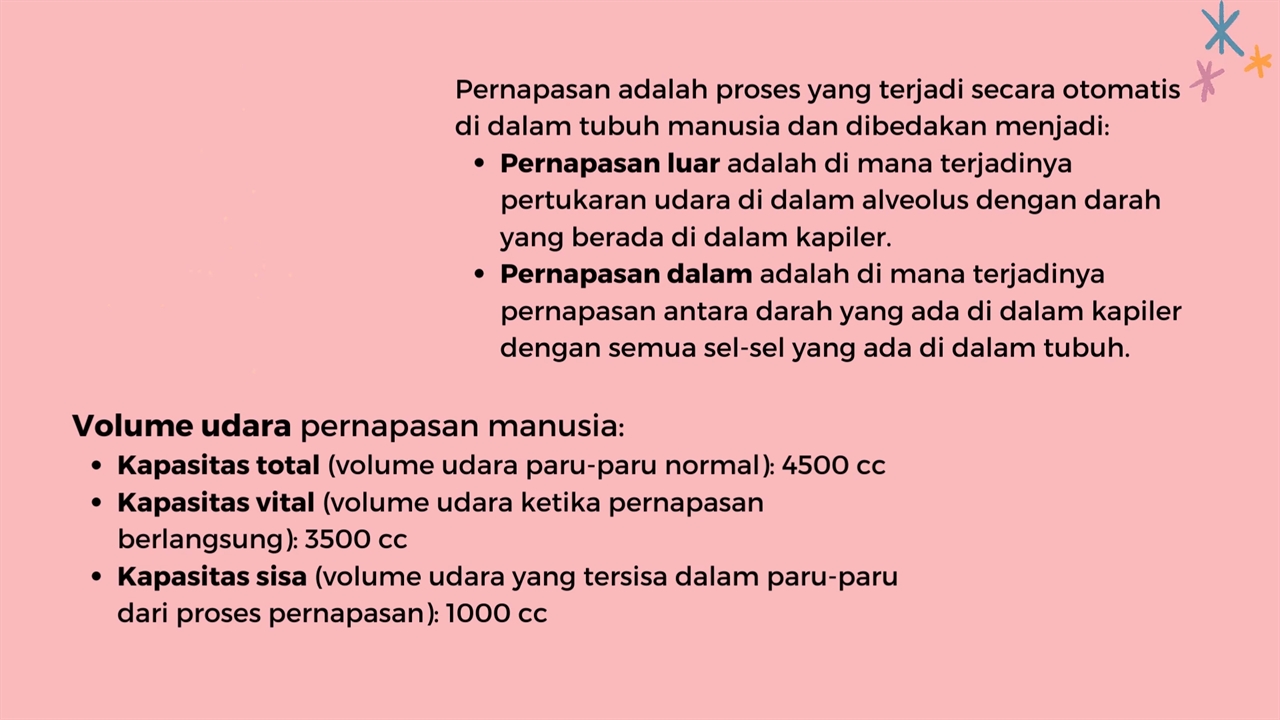 Pernapasan adalah proses yang terjadi secara otomatis
di dalam tubuh manusia dan dibedakan menjadi:
• Pernapasan luar adalah di mana terjadinya
pertukaran udara di dalam alveolus dengan darah
yang berada di dalam kapiler.
• Pernapasan dalam adalah di mana terjadinya
pernapasan antara darah yang ada di dalam kapiler
dengan semua sel-sel yang ada di dalam tubuh.
Volume udara pernapasan manusia:
• Kapasitas total (volume udara paru-paru normal): 4500 cc
• Kapasitas vital (volume udara ketika pernapasan
berlangsung): 3500 cc
• Kapasitas sisa (volume udara yang tersisa dalam paru-paru
dari proses pernapasan): 1000 cc